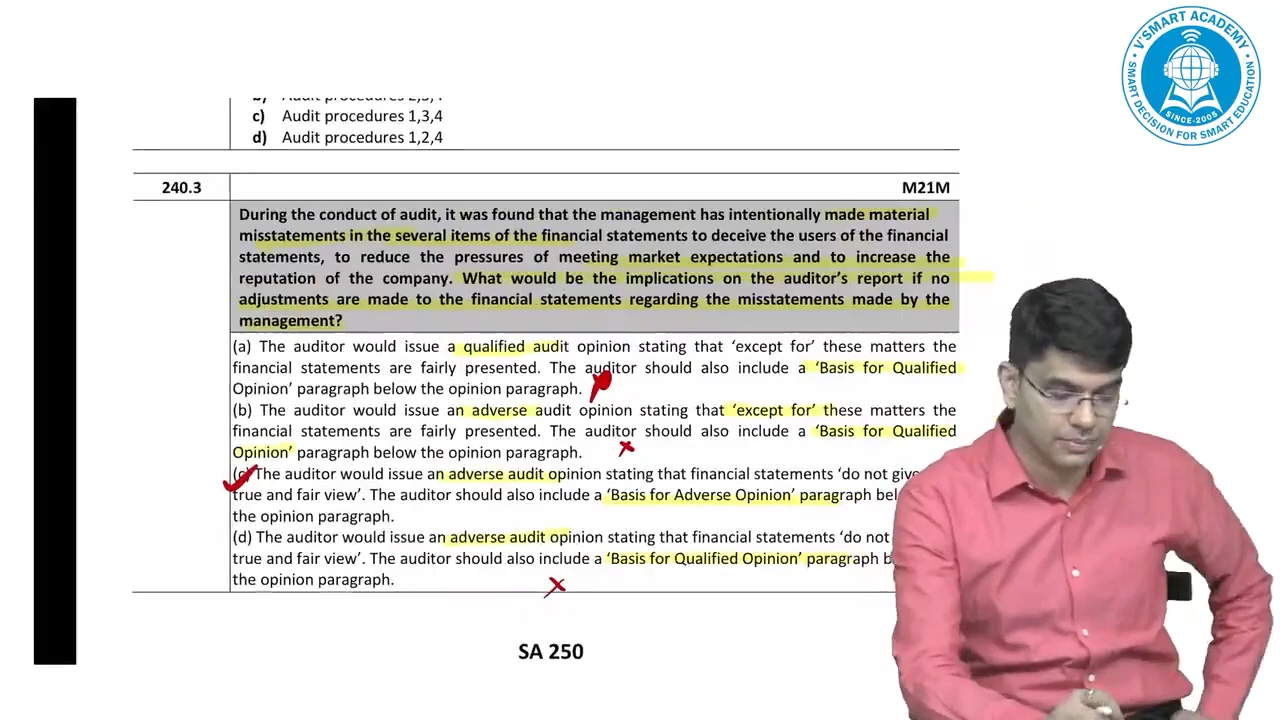 V'SMART ACADEMY
SMART DECISION FOR SMART EDUCATION
SINCE-2005
b) Audit procedures 2,3,4
c) Audit procedures 1,3,4
d) Audit procedures 1,2,4
240.3 M21M
During the conduct of audit, it was found that the management has intentionally made material
misstatements in the several items of the financial statements to deceive the users of the financial
statements, to reduce the pressures of meeting market expectations and to increase the
reputation of the company. What would be the implications on the auditor's report if no
adjustments are made to the financial statements regarding the misstatements made by the
management?
(a) The auditor would issue a qualified audit opinion stating that ‘except for’ these matters the
financial statements are fairly presented. The auditor should also include a ‘Basis for Qualified
Opinion’ paragraph below the opinion paragraph.
(b) The auditor would issue an adverse audit opinion stating that ‘except for’ these matters the
financial statements are fairly presented. The auditor should also include a ‘Basis for Qualified
Opinion’ paragraph below the opinion paragraph.
(c) The auditor would issue an adverse audit opinion stating that financial statements ‘do not give
true and fair view’. The auditor should also include a ‘Basis for Adverse Opinion’ paragraph
the opinion paragraph.
(d) The auditor would issue an adverse audit opinion stating that financial statements ‘do not
true and fair view’. The auditor should also include a ‘Basis for Qualified Opinion’ paragraph
the opinion paragraph.
SA 250